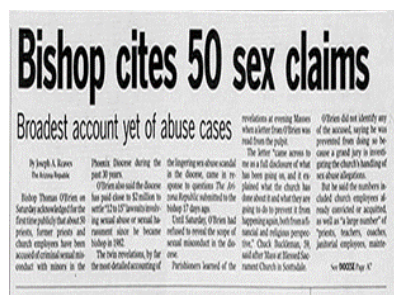 Bishop cites 50 sex claims
Broadest account yet of abuse cases
By Joseph A. Reaves
The Arizona Republic
Bishop Thomas O'Brien on
Saturday acknowledged for the
first time publicly that about 50
priests, former priests and
church employees have been
accused of criminal sexual mis-
conduct with minors in the
Phoenix Diocese during the
past 30 years.
O'Brien also said the diocese
has paid close to $2 million to
settle "12 to 15" lawsuits involv-
ing sexual abuse or sexual ha-
rassment since he became
bishop in 1982.
The twin revelations, by far
the most detailed accounting of
the lingering sex abuse scandal
in the diocese, came in re-
sponse to questions The Ari-
zona Republic submitted to the
bishop 17 days ago.
Until Saturday, O'Brien had
refused to reveal the scope of
sexual misconduct in the dio-
cese.
Parishioners learned of the
revelations at evening Masses
when a letter from O'Brien was
read from the pulpit.
The letter "came across to
me as a full disclosure of what
has been going on, and it ex-
plained what the church has
done about it and what they are
going to do to prevent it from
happening again, both from a fi-
nancial and religious perspec-
tive," Chuck Buckleman, 59,
said after Mass at Blessed Sac-
rament Church in Scottsdale.
O'Brien did not identify any
of the accused, saying he was
prevented from doing so be-
cause a grand jury is investi-
gating the church's handling of
sex abuse allegations.
But he said the numbers in-
cluded church employees al-
ready convicted or acquitted,
as well as "a large number" of
"priests, teachers, coaches,
janitorial employees, mainte-
See DIOCESE Page A7